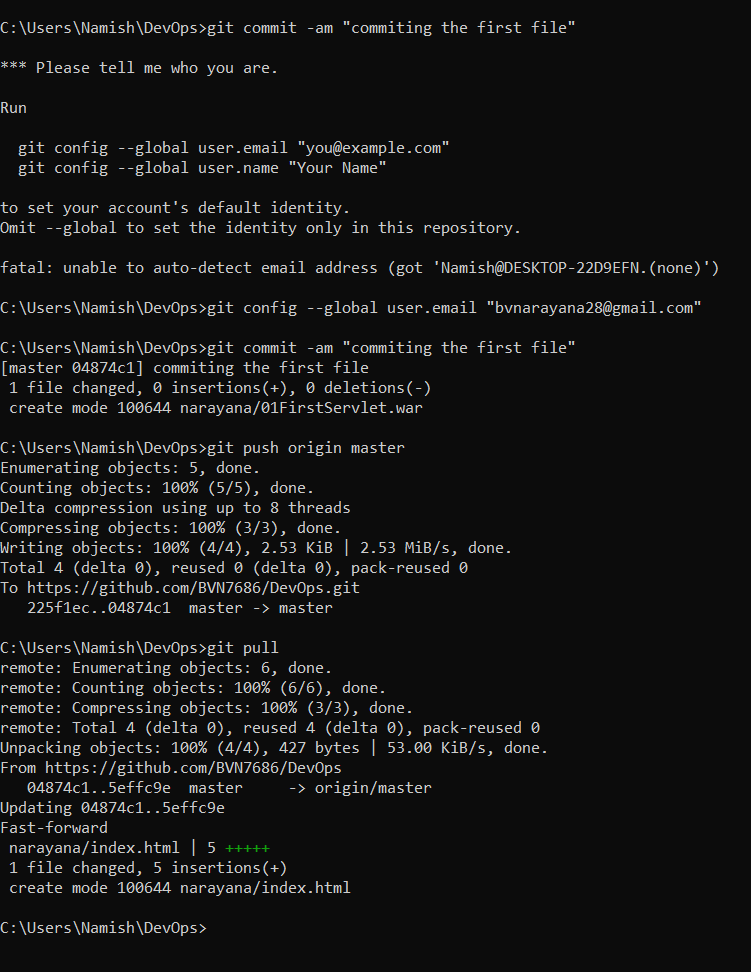 C:\Users\Namish\DevOps>git commit -am "commiting the first file"
*** Please tell me who you are.
Run
git config --global user.email "you@example.com"
git config --global user.name "Your Name"
to set your account's default identity.
Omit --global to set the identity only in this repository.
fatal: unable to auto-detect email address (got 'Namish@DESKTOP-22D9EFN.(none)')
C:\Users\Namish\DevOps>git config --global user.email "bvnarayana28@gmail.com"
C:\Users\Namish\DevOps>git commit -am "commiting the first file"
[master 04874c1] commiting the first file
1 file changed, 0 insertions(+), 0 deletions(-)
create mode 100644 narayana/01FirstServlet.war
C:\Users\Namish\DevOps>git push origin master
Enumerating objects: 5, done.
Counting objects: 100% (5/5), done.
Delta compression using up to 8 threads
Compressing objects: 100% (3/3), done.
Writing objects: 100% (4/4), 2.53 KiB | 2.53 MiB/s, done.
Total 4 (delta 0), reused 0 (delta 0), pack-reused 0
To https://github.com/BVN7686/DevOps.git
225f1ec..04874c1  master -> master
C:\Users\Namish\DevOps>git pull
remote: Enumerating objects: 6, done.
remote: Counting objects: 100% (6/6), done.
remote: Compressing objects: 100% (3/3), done.
remote: Total 4 (delta 0), reused 4 (delta 0), pack-reused 0
Unpacking objects: 100% (4/4), 427 bytes | 53.00 KiB/s, done.
From https://github.com/BVN7686/DevOps
04874c1..5effc9e  master     -> origin/master
Updating 04874c1..5effc9e
Fast-forward
narayana/index.html | 5 +++++
1 file changed, 5 insertions(+)
create mode 100644 narayana/index.html
C:\Users\Namish\DevOps>